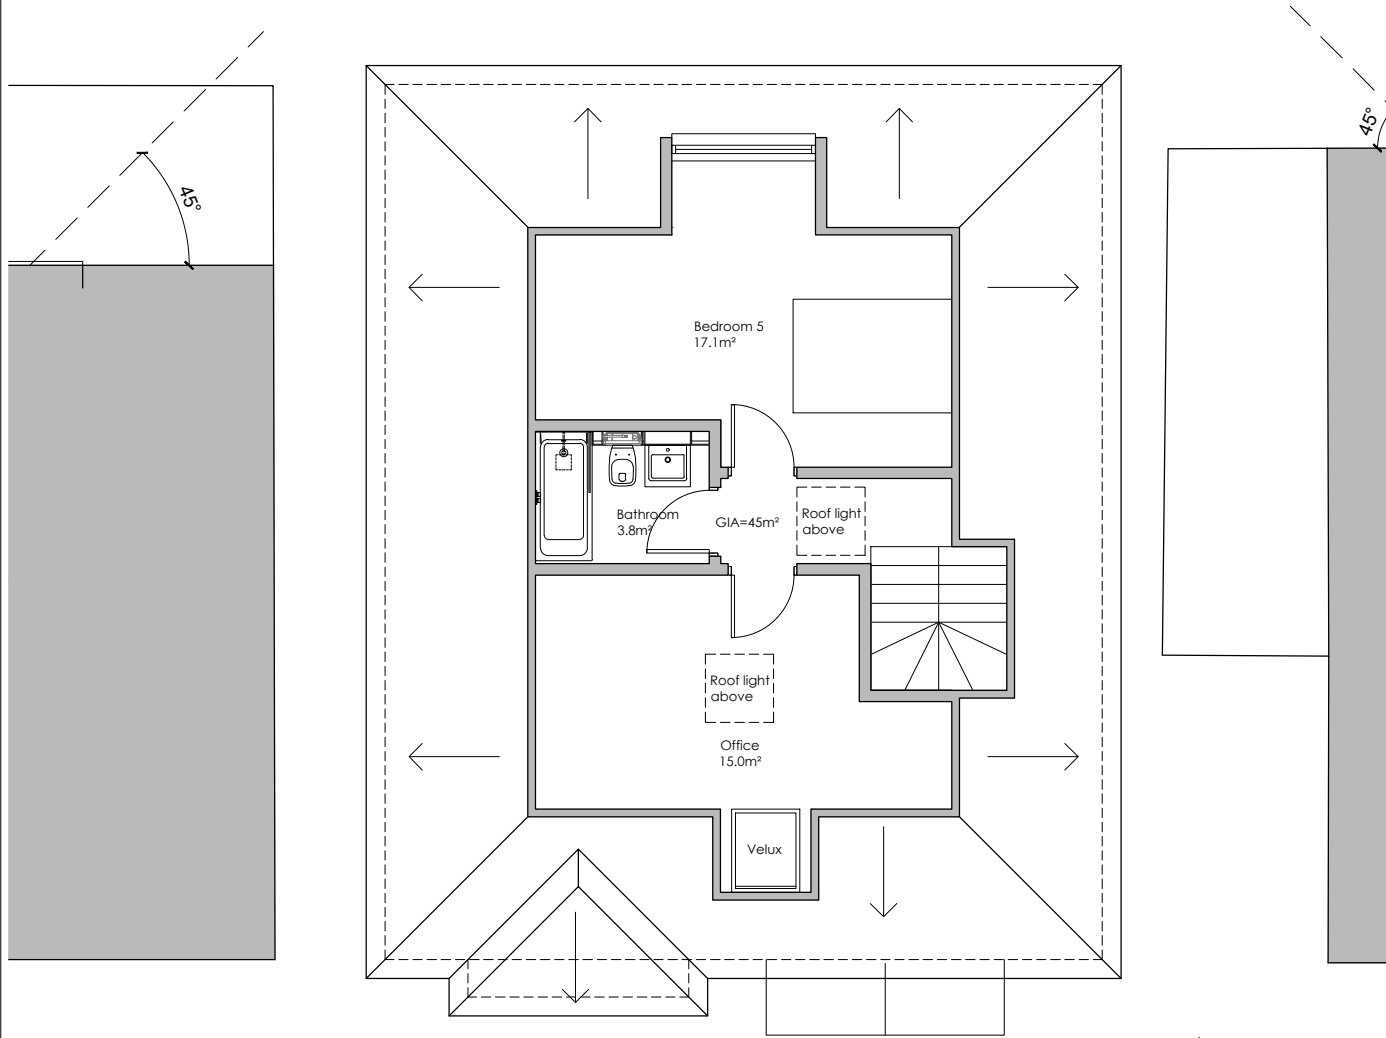 45°
45°
Bedroom 5
17.1m²
Bathroom
3.8m²
GIA=45m²
Roof light
above
Roof light
above
Office
15.0m²
Velux